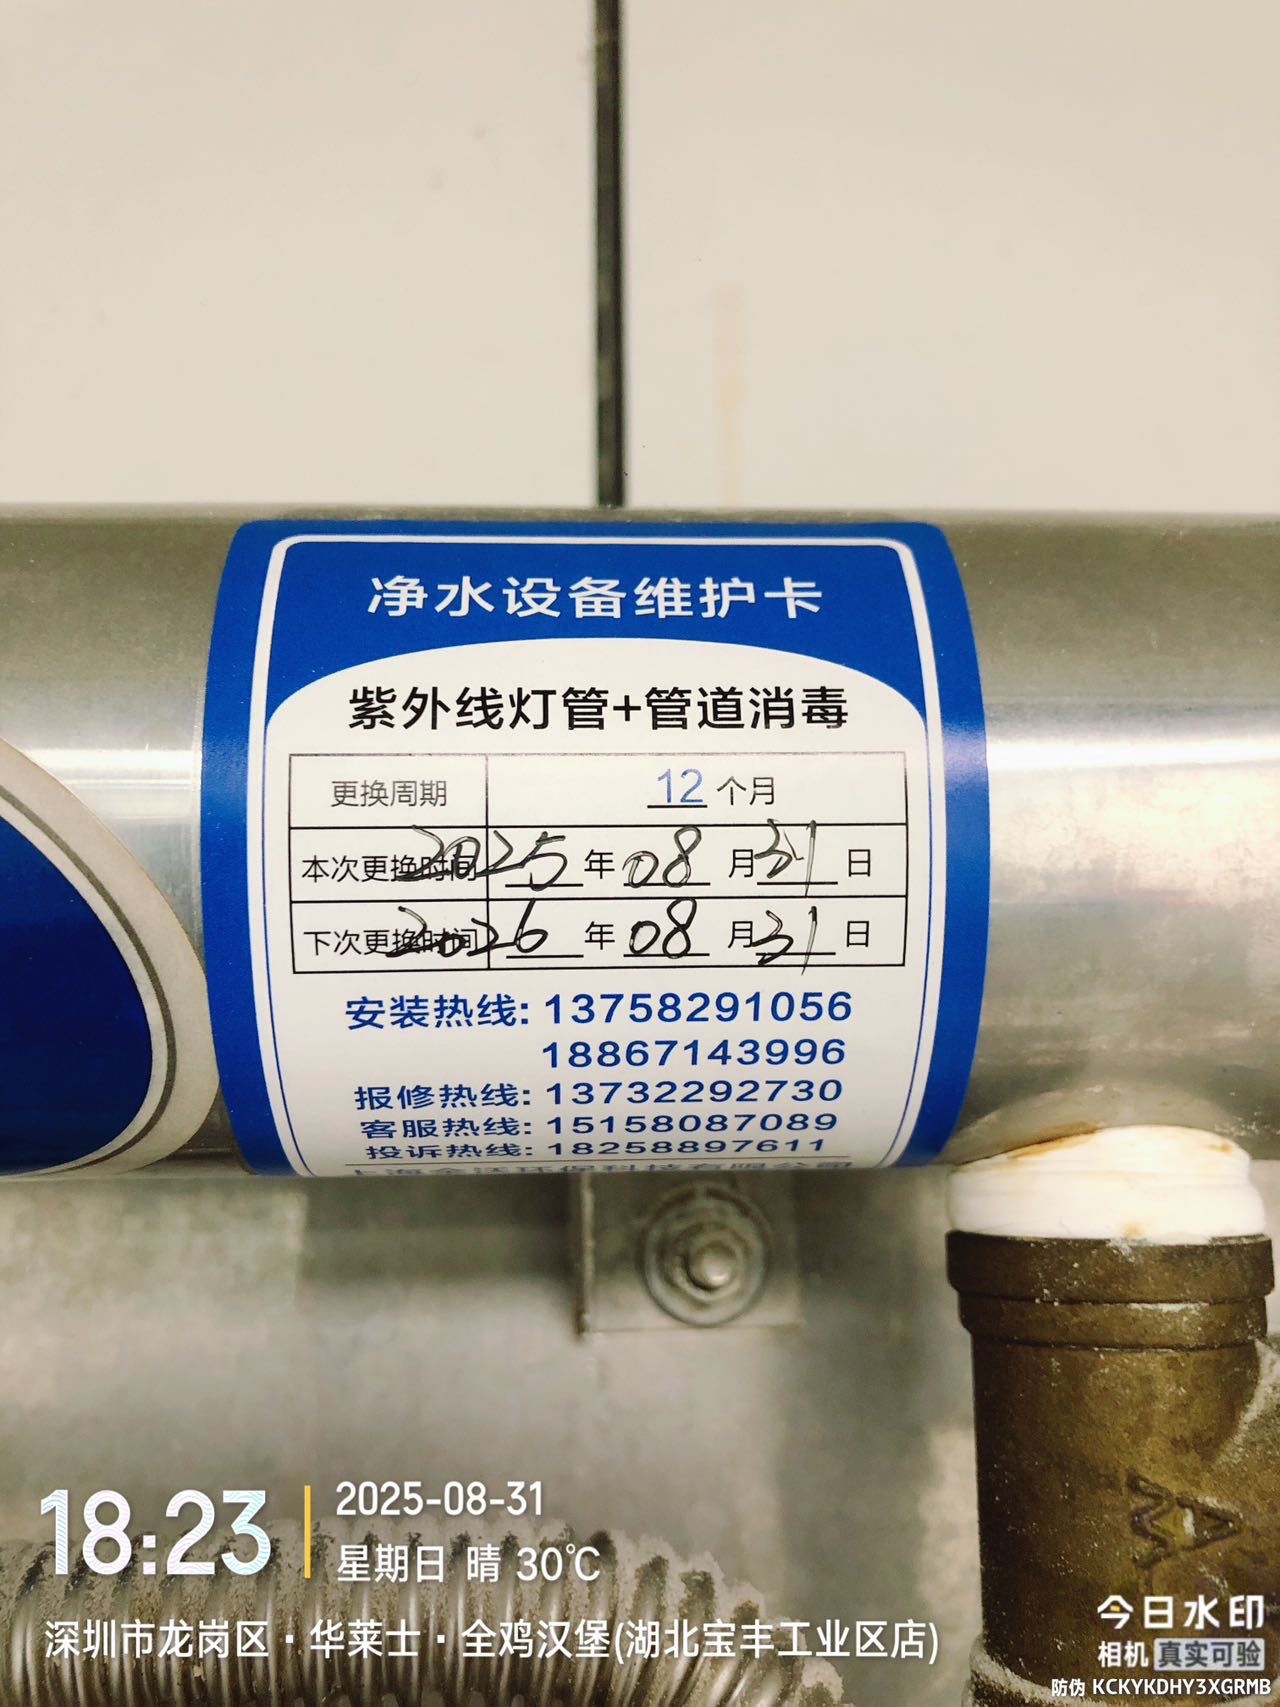 净水设备维护卡
紫外线灯管+管道消毒
更换周期 12 个月
本次更换时间 2025 年 08 月 31 日
下次更换时间 2026 年 08 月 31 日
安装热线: 13758291056
18867143996
报修热线: 13732292730
客服热线: 15158087089
投诉热线: 18258897611
18:23
2025-08-31
星期日 晴 30℃
深圳市龙岗区·华莱士·全鸡汉堡(湖北宝丰工业区店)
今日水印
相机 真实可验
防伪 KCKYKDHY3XGRMB